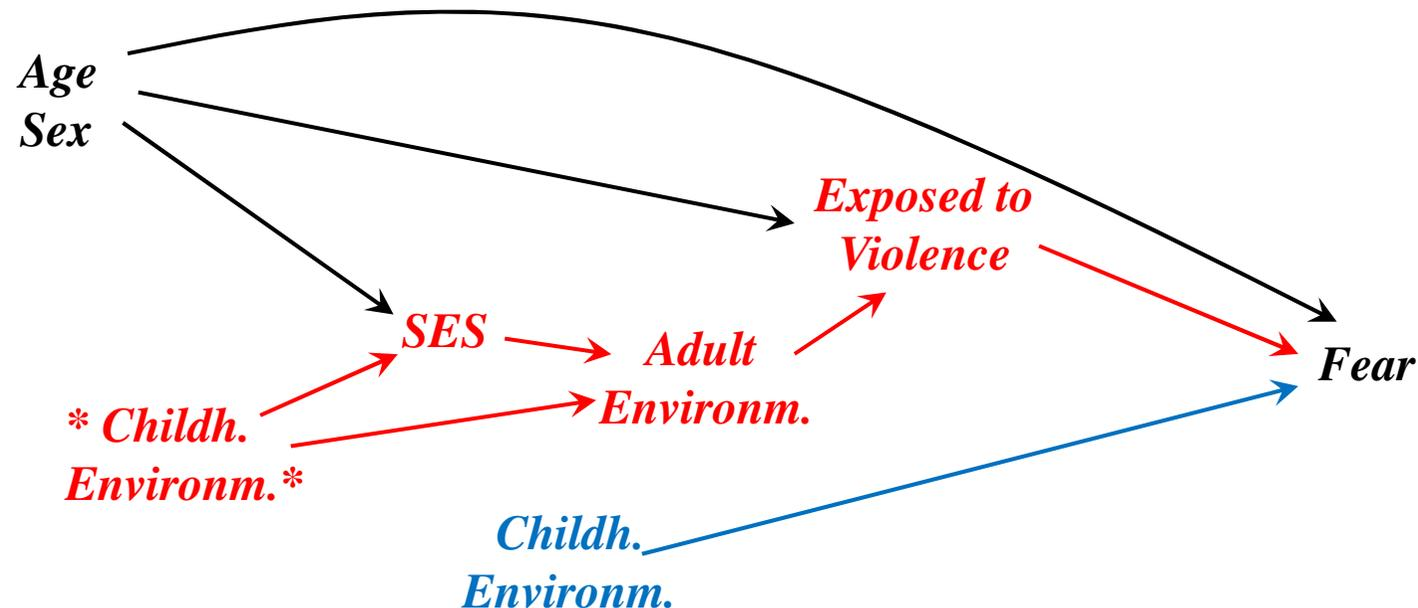 Age
Sex
Exposed to
Violence
SES
Adult
Environm.
Fear
* Childh.
Environm.*
Childh.
Environm.